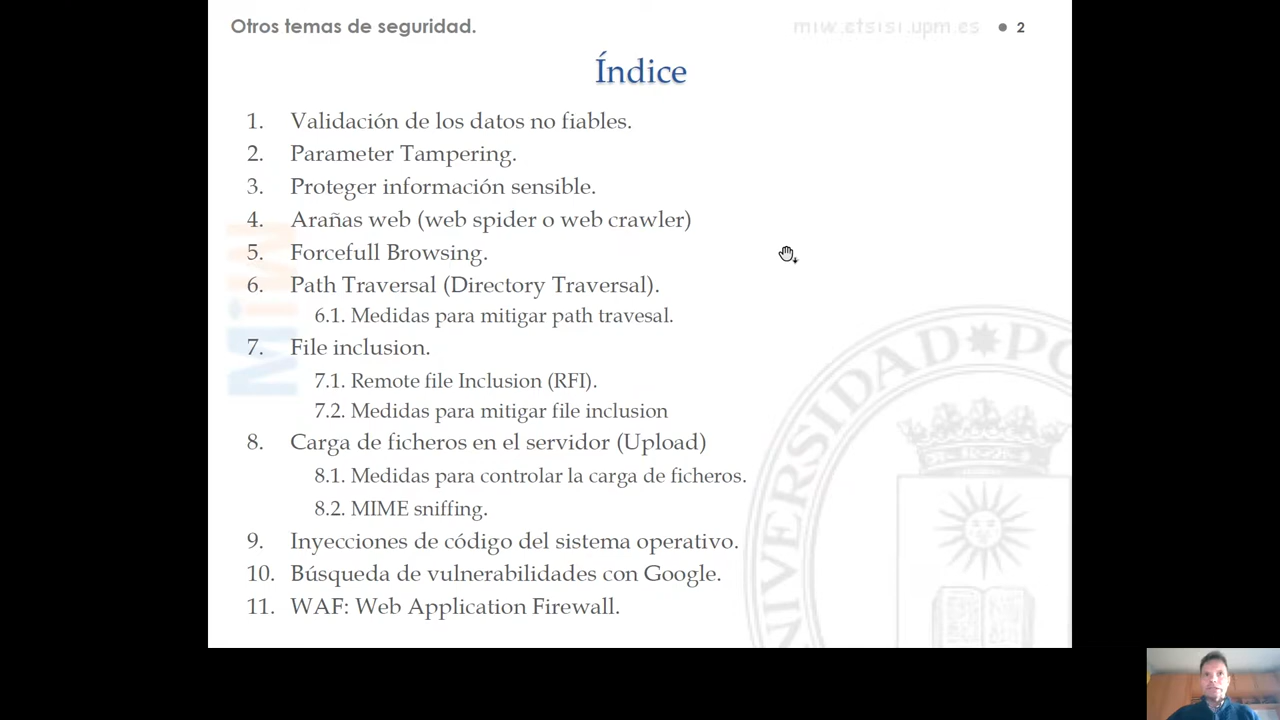 Otros temas de seguridad.
miw.etsisi.upm.es
2
Índice
1. Validación de los datos no fiables.
2. Parameter Tampering.
3. Proteger información sensible.
4. Arañas web (web spider o web crawler)
5. Forcefull Browsing.
6. Path Traversal (Directory Traversal).
6.1. Medidas para mitigar path travesal.
7. File inclusion.
7.1. Remote file Inclusion (RFI).
7.2. Medidas para mitigar file inclusion
8. Carga de ficheros en el servidor (Upload)
8.1. Medidas para controlar la carga de ficheros.
8.2. MIME sniffing.
9. Inyecciones de código del sistema operativo.
10. Búsqueda de vulnerabilidades con Google.
11. WAF: Web Application Firewall.
MiW
UNIVERSIDAD PO